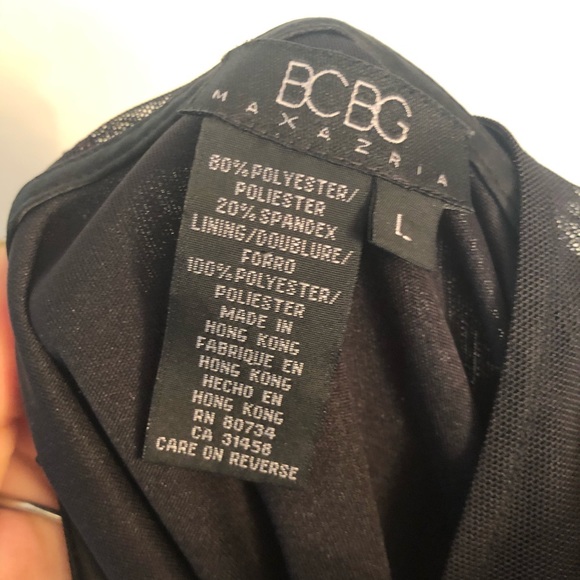 BCBG
MAXAZRIA
L
80% POLYESTER/
POLIESTER
20% SPANDEX
LINING/DOUBLURE/
FORRO
100% POLYESTER/
POLIESTER
MADE IN
HONG KONG
FABRIQUE EN
HONG KONG
HECHO EN
HONG KONG
RN 80734
CA 31458
CARE ON REVERSE